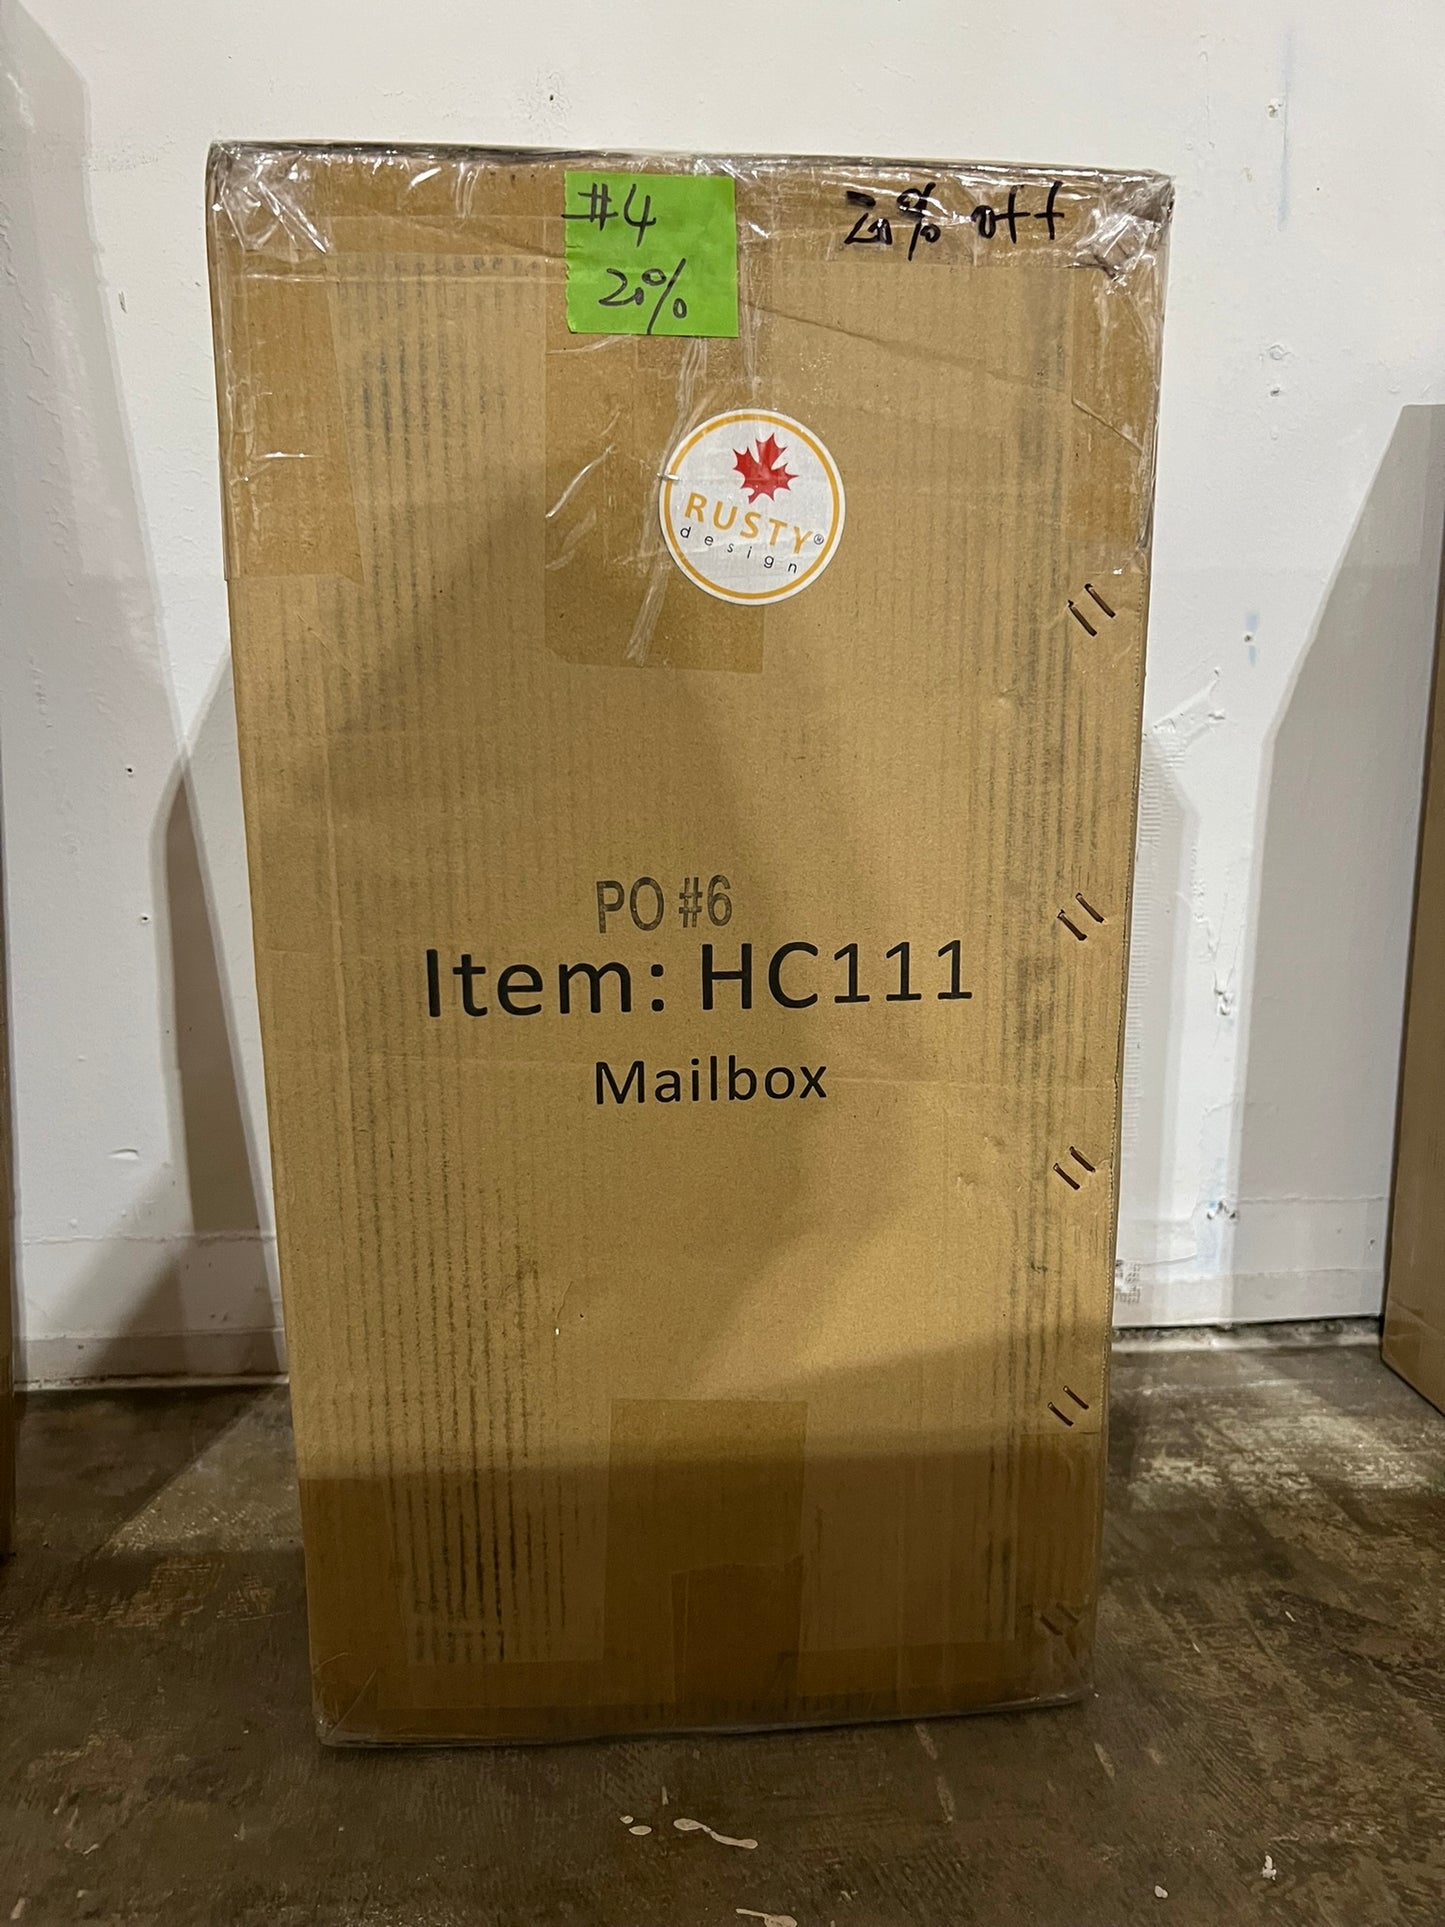 #4
20%
20% off
RUSTY®
design
PO #6
Item: HC111
Mailbox